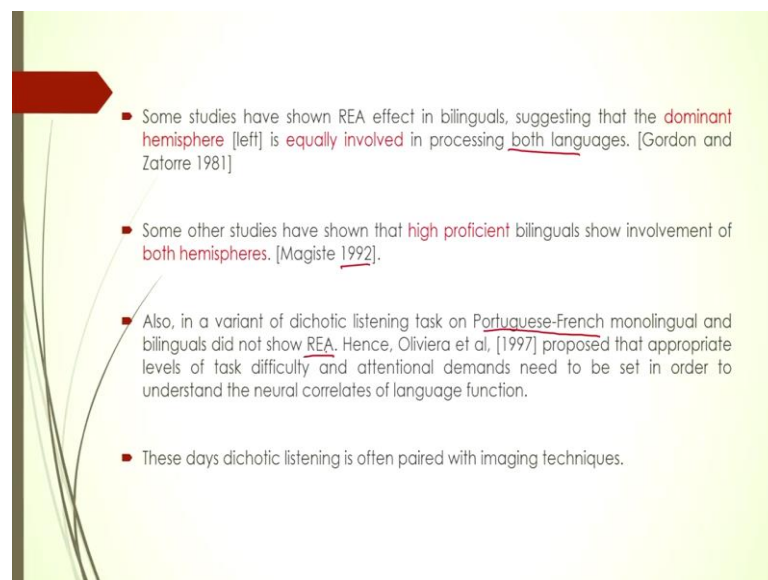 Some studies have shown REA effect in bilinguals, suggesting that the dominant
hemisphere [left] is equally involved in processing both languages. [Gordon and
Zatorre 1981]
Some other studies have shown that high proficient bilinguals show involvement of
both hemispheres. [Magiste 1992].
Also, in a variant of dichotic listening task on Portuguese-French monolingual and
bilinguals did not show REA. Hence, Oliviera et al, [1997] proposed that appropriate
levels of task difficulty and attentional demands need to be set in order to
understand the neural correlates of language function.
These days dichotic listening is often paired with imaging techniques.